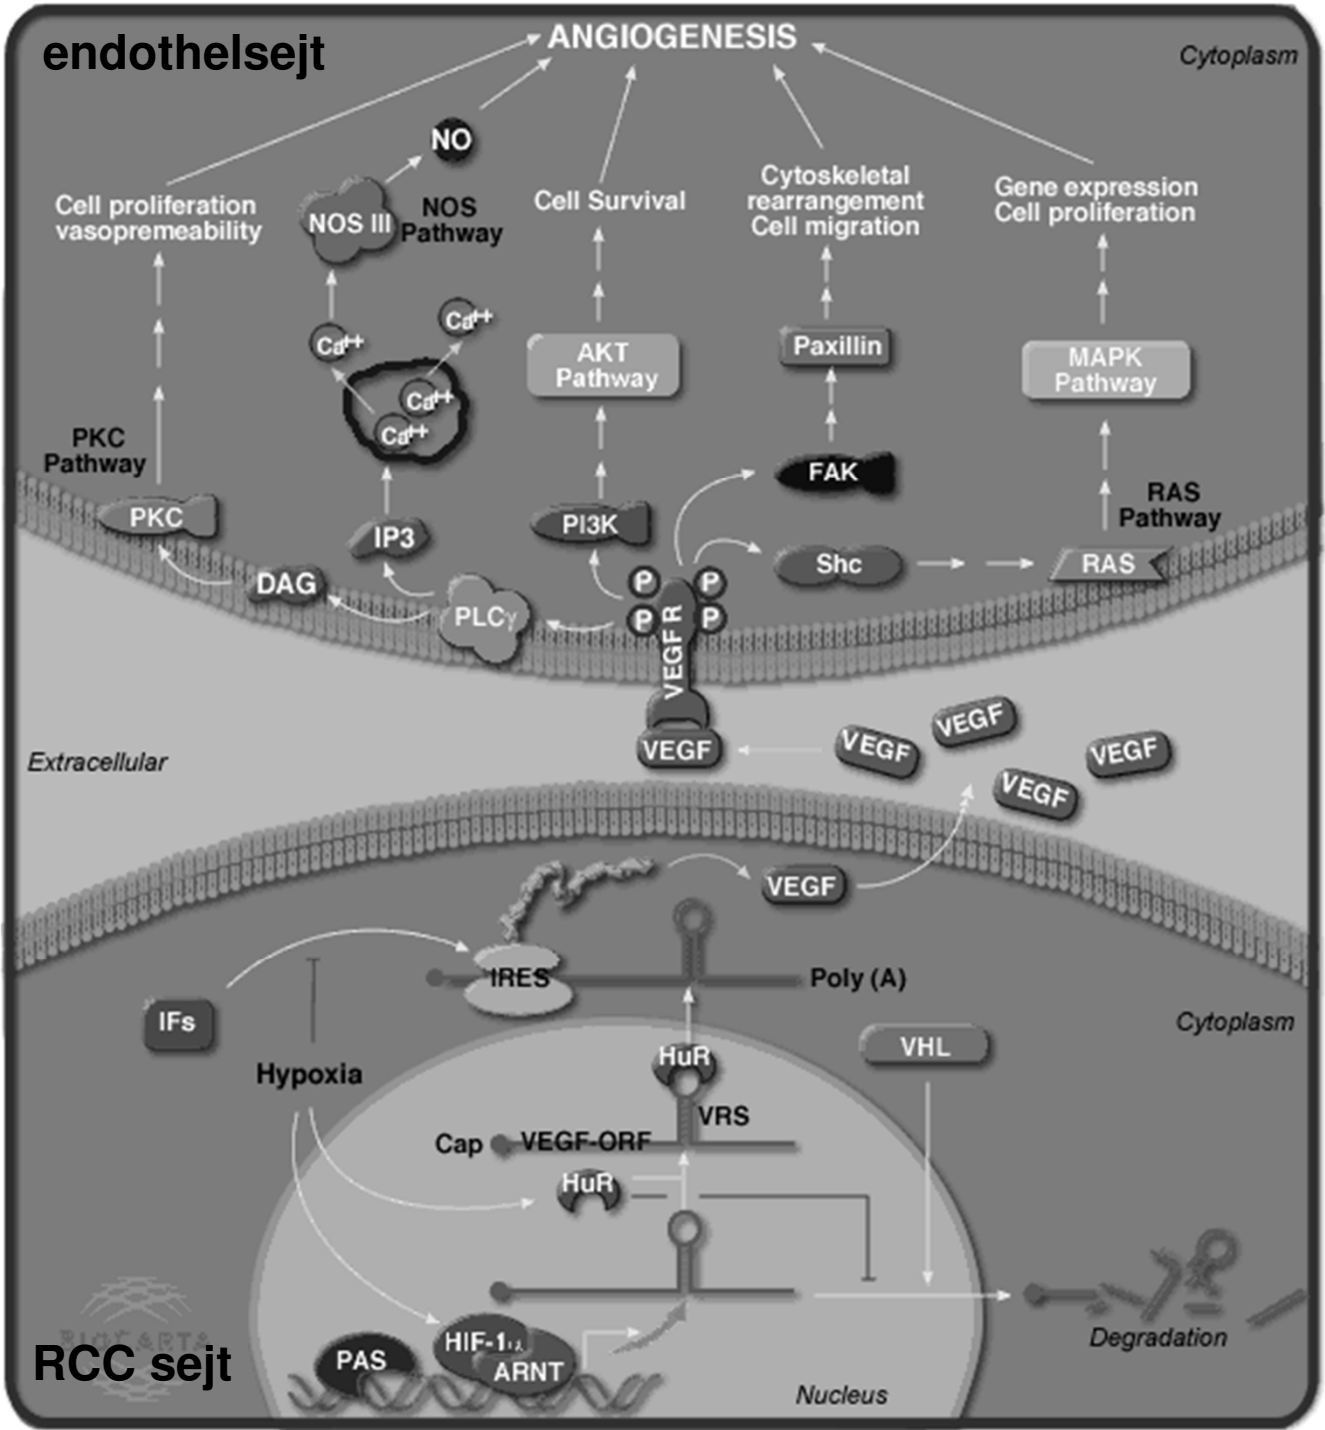 endothelsejt
ANGIOGENESIS
Cytoplasm
NO
Cell proliferation
vasopremeability
NOS III
NOS
Pathway
Cell Survival
Cytoskeletal
rearrangement
Cell migration
Gene expression
Cell proliferation
Ca++
Ca++
Ca++
Ca++
AKT
Pathway
Paxillin
MAPK
Pathway
PKC
Pathway
PKC
IP3
PI3K
FAK
RAS
Pathway
DAG
PLCγ
P
P
P
P
VEGF R
Shc
RAS
Extracellular
VEGF
VEGF
VEGF
VEGF
VEGF
VEGF
IRES
Poly (A)
IFs
Hypoxia
HuR
VHL
Cytoplasm
VRS
Cap
VEGF-ORF
HuR
Degradation
BIOCARTA
RCC sejt
PAS
HIF-1α
ARNT
Nucleus